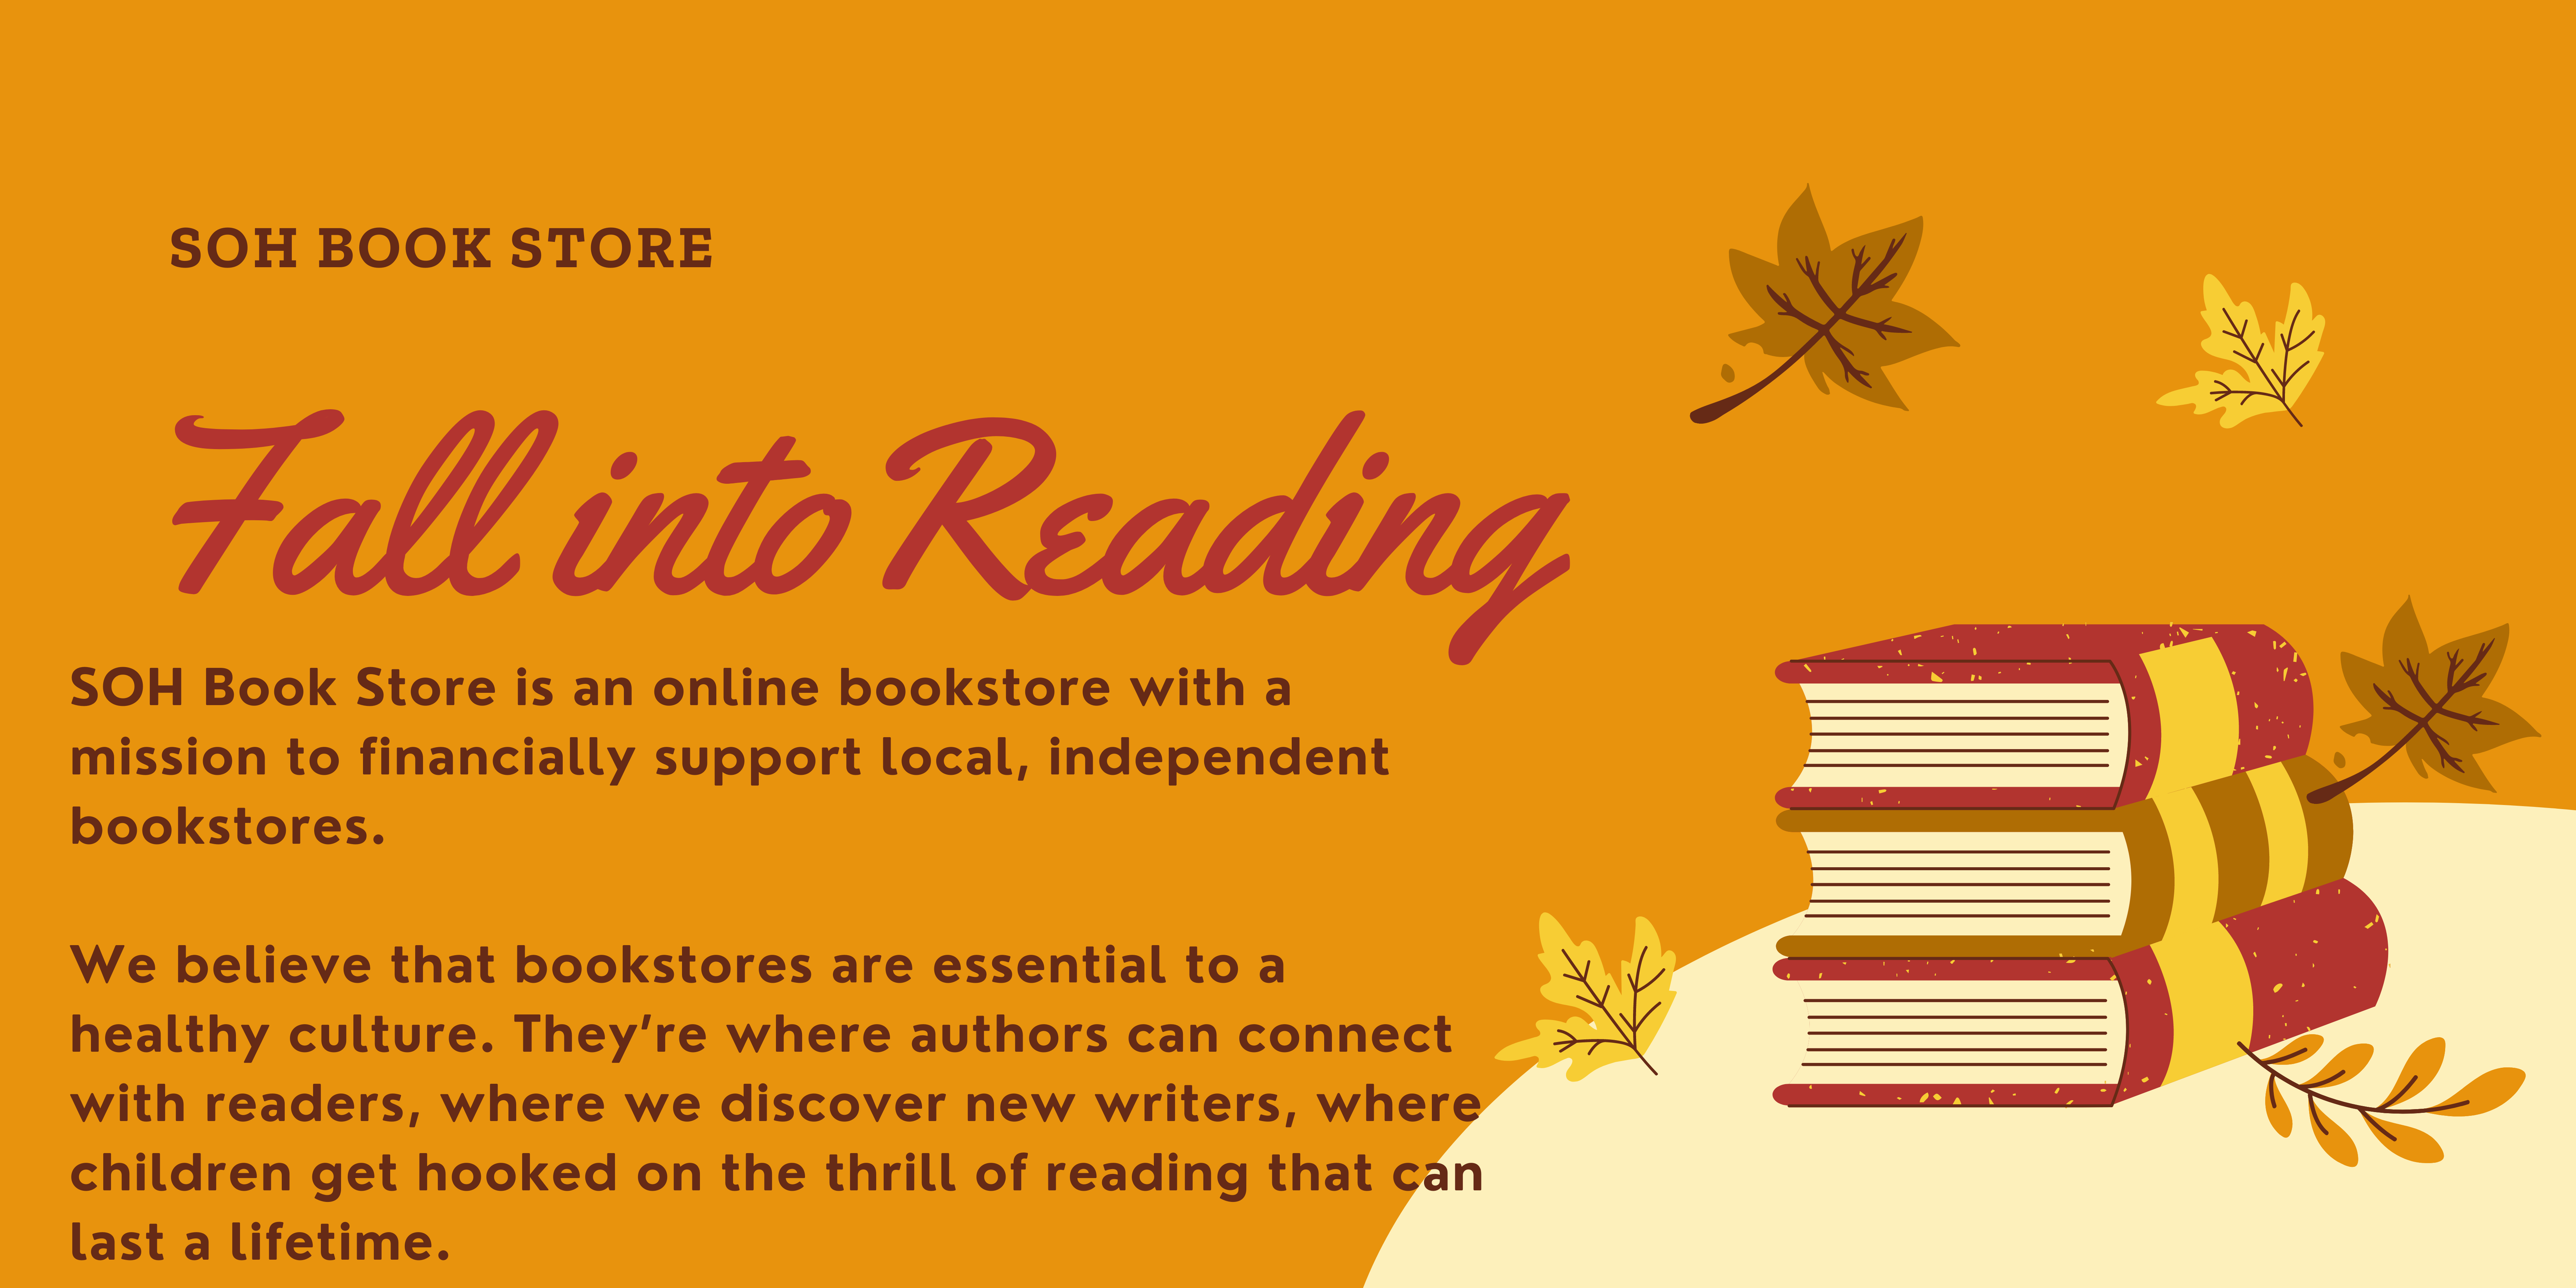 SOH BOOK STORE
Fall into Reading
SOH Book Store is an online bookstore with a
mission to financially support local, independent
bookstores.
We believe that bookstores are essential to a
healthy culture. They’re where authors can connect
with readers, where we discover new writers, where
children get hooked on the thrill of reading that can
last a lifetime.